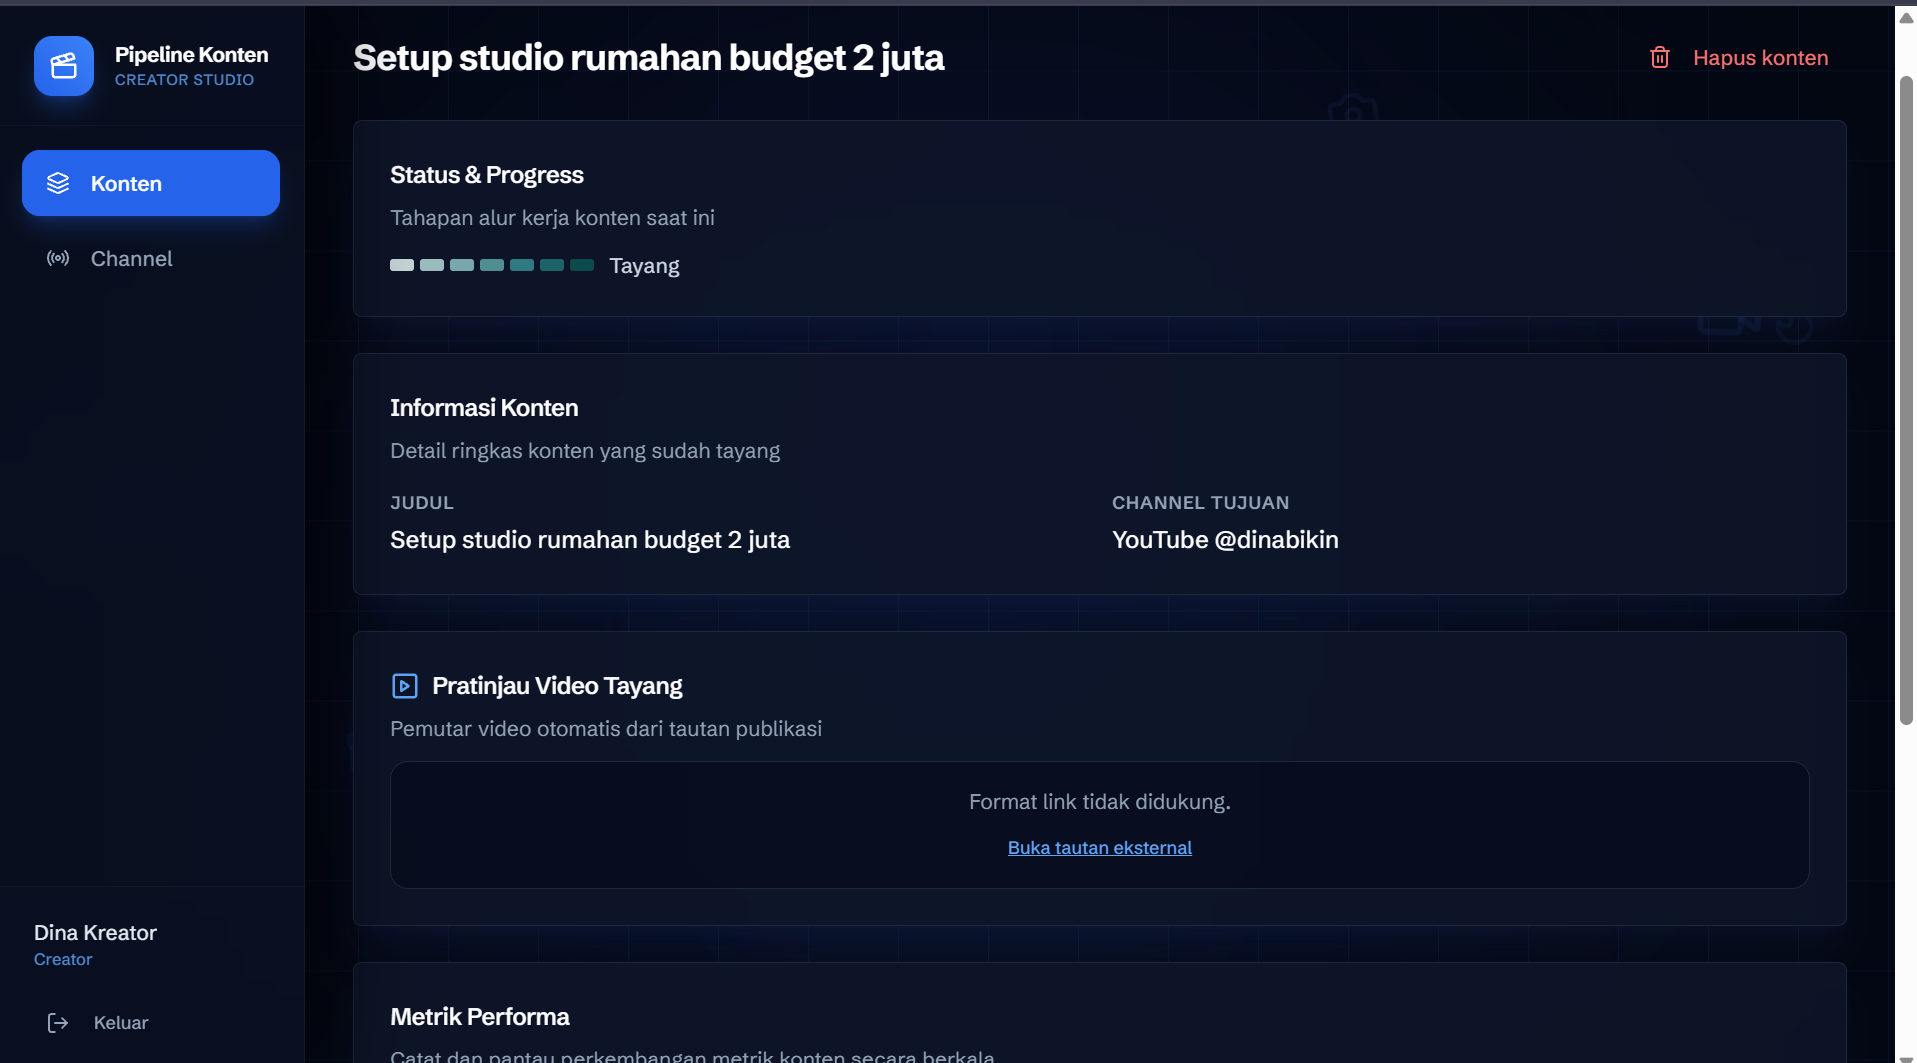 Pipeline Konten
CREATOR STUDIO
Konten
Channel
Dina Kreator
Creator
Keluar
Setup studio rumahan budget 2 juta
Hapus konten
Status & Progress
Tahapan alur kerja konten saat ini
Tayang
Informasi Konten
Detail ringkas konten yang sudah tayang
JUDUL
Setup studio rumahan budget 2 juta
CHANNEL TUJUAN
YouTube @dinabikin
Pratinjau Video Tayang
Pemutar video otomatis dari tautan publikasi
Format link tidak didukung.
Buka tautan eksternal
Metrik Performa
Catat dan pantau perkembangan metrik konten secara berkala